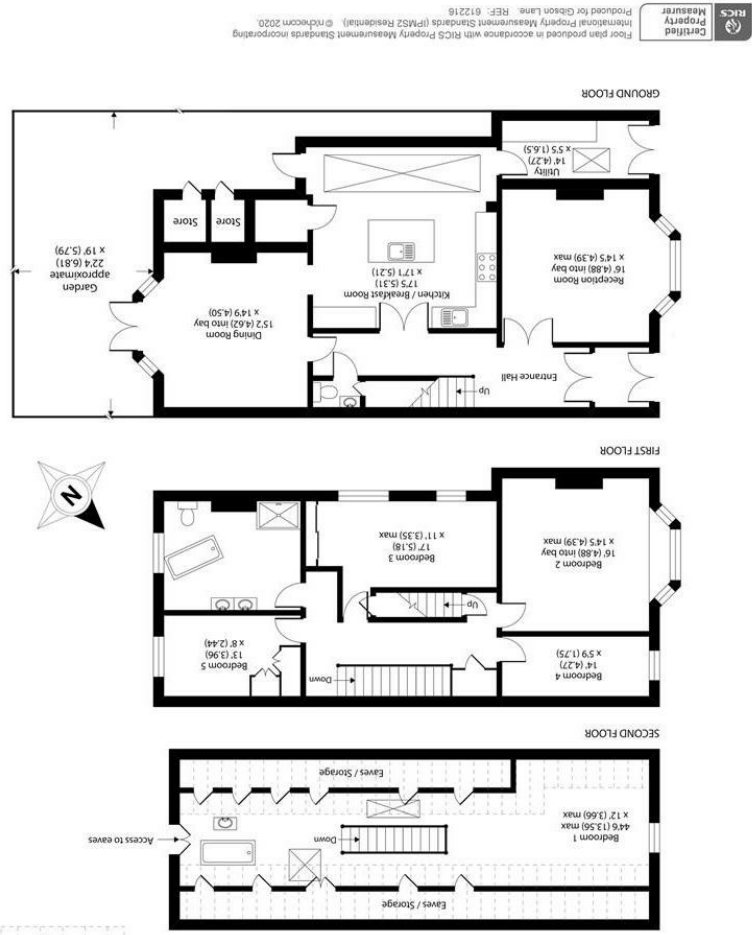 Eaves / Storage
Bedroom 1
44'6 (13.56) max
x 12' (3.66) max
Down
Access to eaves
Eaves / Storage
SECOND FLOOR
Bedroom 4
14' (4.27)
x 5'9 (1.75)
Down
Bedroom 5
13' (3.96)
x 8' (2.44)
Up
Bedroom 2
16' (4.88) into bay
x 14'5 (4.39) max
Bedroom 3
17' (5.18)
x 11' (3.35) max
N
FIRST FLOOR
Entrance Hall
Up
Reception Room
16' (4.88) into bay
x 14'5 (4.39) max
Kitchen / Breakfast Room
17'5 (5.31)
x 17'1 (5.21)
Dining Room
15'2 (4.62) into bay
x 14'9 (4.50)
Garden
approximate
22'4 (6.81)
x 19' (5.79)
Store
Store
Utility
14' (4.27)
x 5'5 (1.6.5)
GROUND FLOOR
RICS
Certified
Property
Measurer
Floor plan produced in accordance with RICS Property Measurement Standards incorporating
International Property Measurement Standards (IPMS2 Residential). © nichecom 2020.
Produced for Gibson Lane. REF: 612216